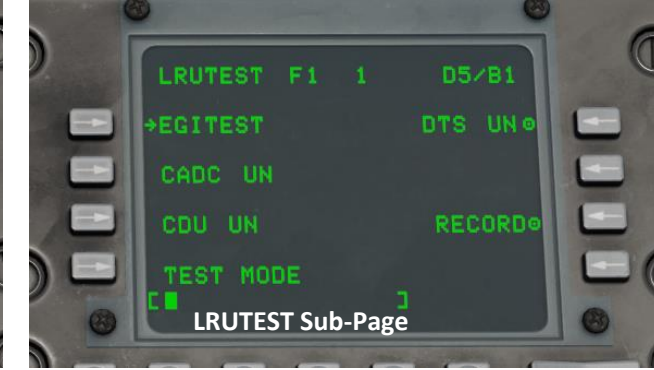 LRUTEST F1 1 D5/B1
→EGITEST DTS UN¤
CADC UN
CDU UN RECORD¤
TEST MODE
[█ ]
LRUTEST Sub-Page